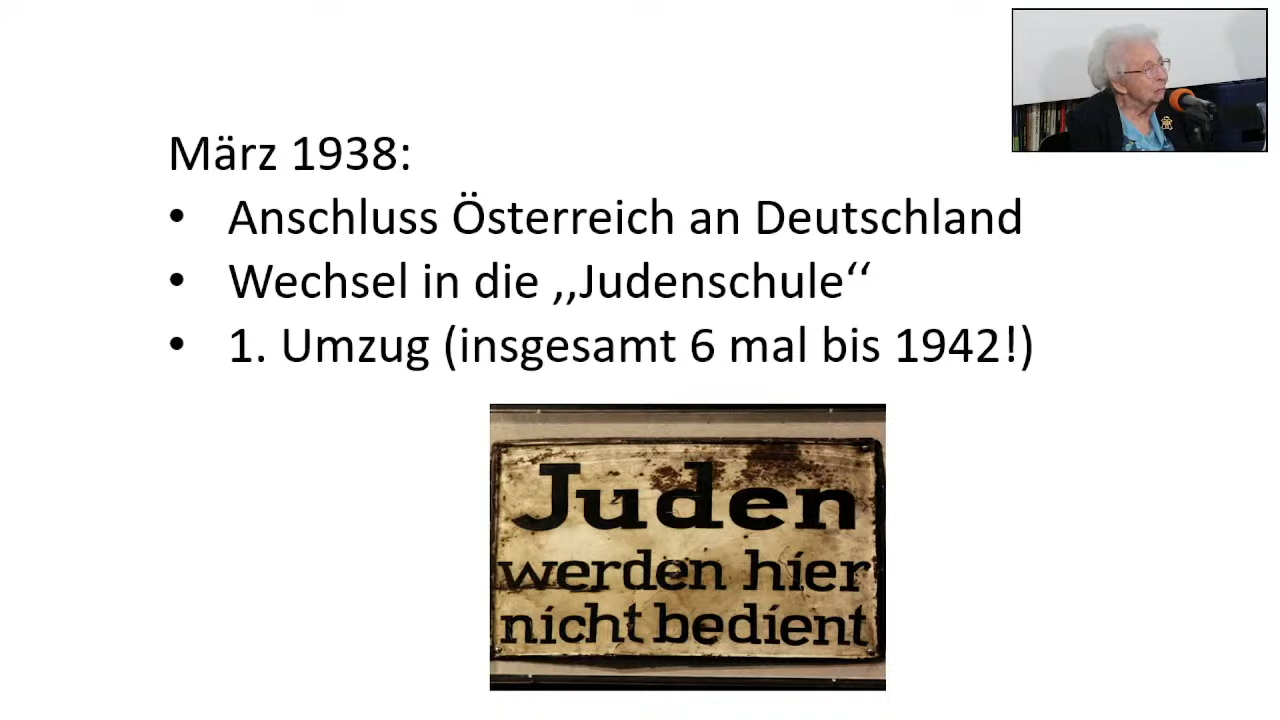 März 1938:
• Anschluss Österreich an Deutschland
• Wechsel in die ,,Judenschule‘‘
• 1. Umzug (insgesamt 6 mal bis 1942!)
Juden
werden hier
nicht bedient